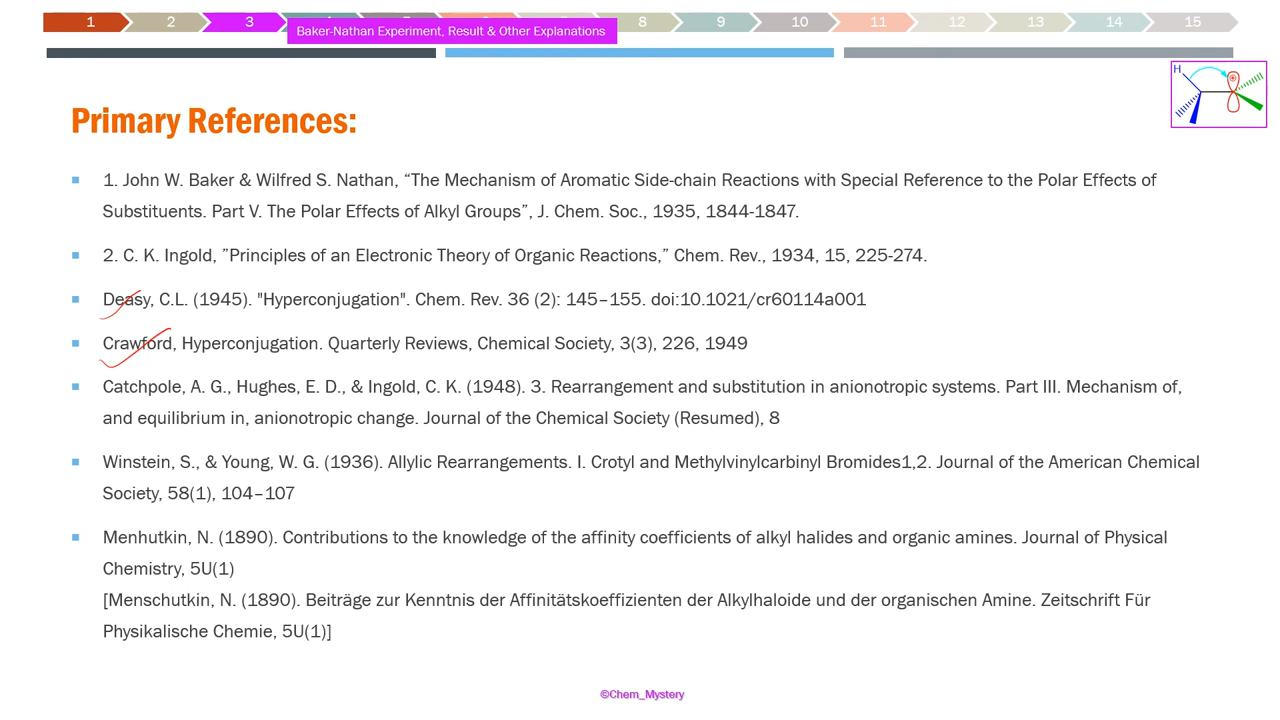 1 2 3 8 9 10 11 12 13 14 15
Baker-Nathan Experiment, Result & Other Explanations
H
Primary References:
1. John W. Baker & Wilfred S. Nathan, “The Mechanism of Aromatic Side-chain Reactions with Special Reference to the Polar Effects of
Substituents. Part V. The Polar Effects of Alkyl Groups”, J. Chem. Soc., 1935, 1844-1847.
2. C. K. Ingold, ”Principles of an Electronic Theory of Organic Reactions,” Chem. Rev., 1934, 15, 225-274.
Deasy, C.L. (1945). "Hyperconjugation". Chem. Rev. 36 (2): 145–155. doi:10.1021/cr60114a001
Crawford, Hyperconjugation. Quarterly Reviews, Chemical Society, 3(3), 226, 1949
Catchpole, A. G., Hughes, E. D., & Ingold, C. K. (1948). 3. Rearrangement and substitution in anionotropic systems. Part III. Mechanism of,
and equilibrium in, anionotropic change. Journal of the Chemical Society (Resumed), 8
Winstein, S., & Young, W. G. (1936). Allylic Rearrangements. I. Crotyl and Methylvinylcarbinyl Bromides1,2. Journal of the American Chemical
Society, 58(1), 104–107
Menhutkin, N. (1890). Contributions to the knowledge of the affinity coefficients of alkyl halides and organic amines. Journal of Physical
Chemistry, 5U(1)
[Menschutkin, N. (1890). Beiträge zur Kenntnis der Affinitätskoeffizienten der Alkylhaloide und der organischen Amine. Zeitschrift Für
Physikalische Chemie, 5U(1)]
©Chem_Mystery